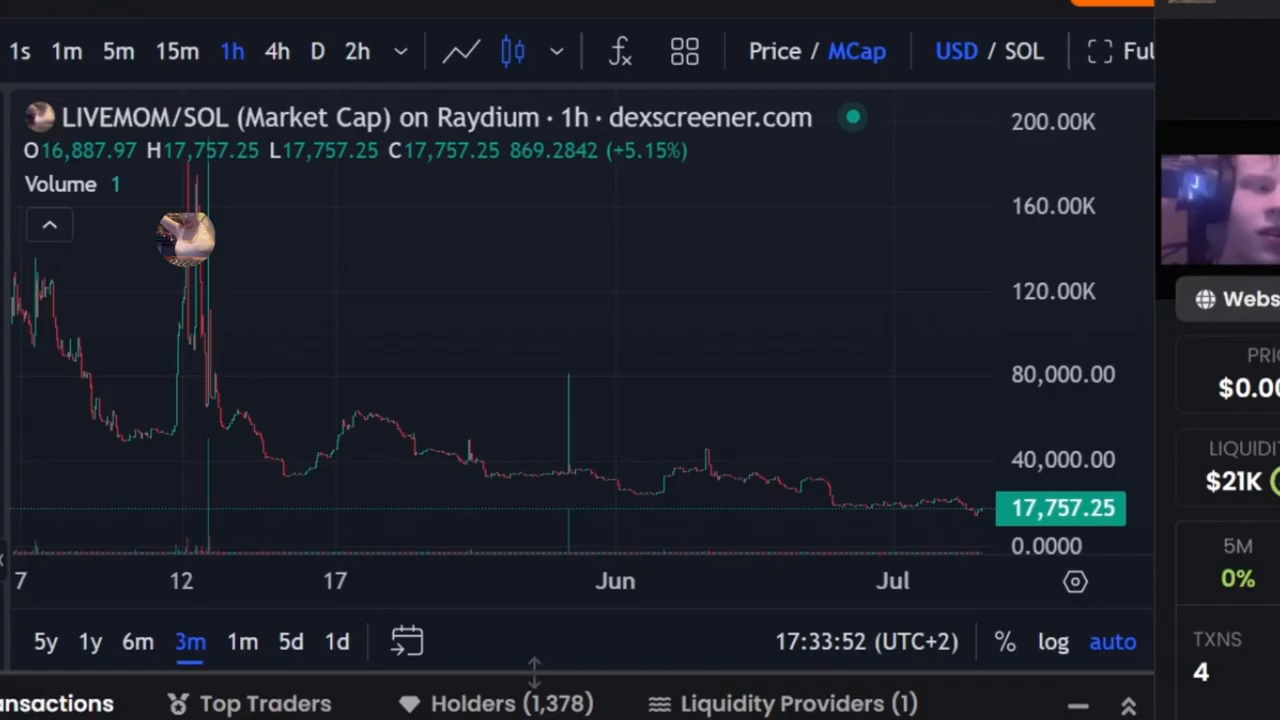 1s 1m 5m 15m 1h 4h D 2h Price / MCap USD / SOL Ful
LIVEMOM/SOL (Market Cap) on Raydium · 1h · dexscreener.com
O16,887.97 H17,757.25 L17,757.25 C17,757.25 869.2842 (+5.15%)
Volume 1
200.00K
160.00K
120.00K
80,000.00
40,000.00
17,757.25
0.0000
7 12 17 Jun Jul
5y 1y 6m 3m 1m 5d 1d 17:33:52 (UTC+2) % log auto
ansactions Top Traders Holders (1,378) Liquidity Providers (1)
Webs
PRI
$0.00
LIQUIDI
$21K
5M
0%
TXNS
4